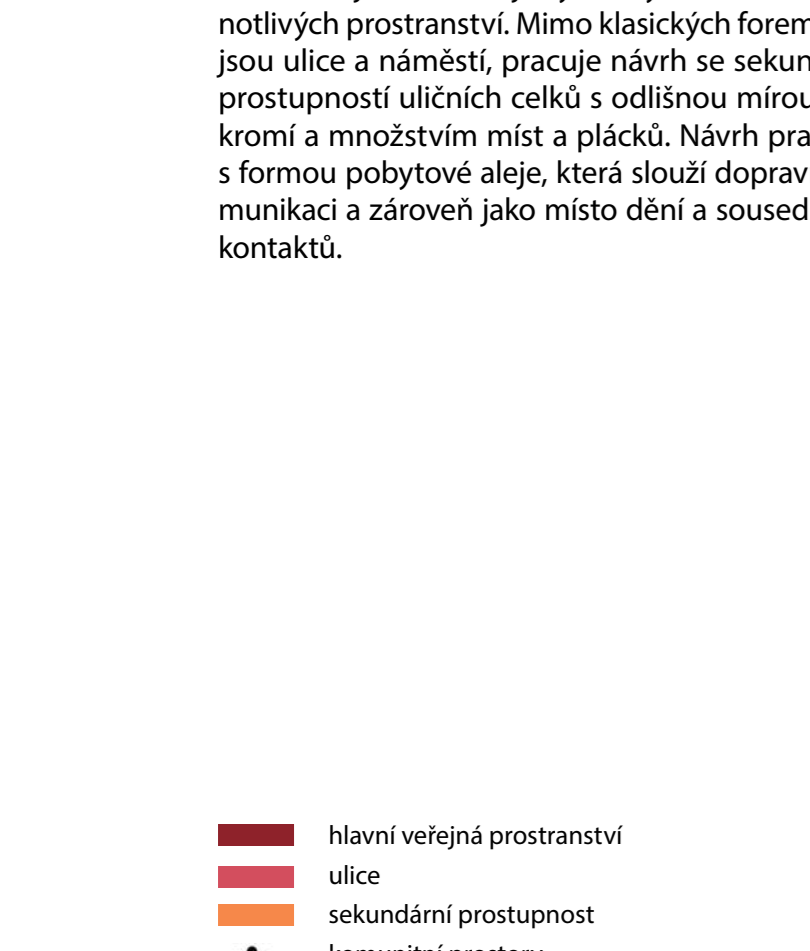 notlivých prostranství. Mimo klasických forem
jsou ulice a náměstí, pracuje návrh se sekun
prostupností uličních celků s odlišnou mírou
kromí a množstvím míst a plácků. Návrh pra
s formou pobytové aleje, která slouží doprav
munikaci a zároveň jako místo dění a soused
kontaktů.
hlavní veřejná prostranství
ulice
sekundární prostupnost
komunitní prostory